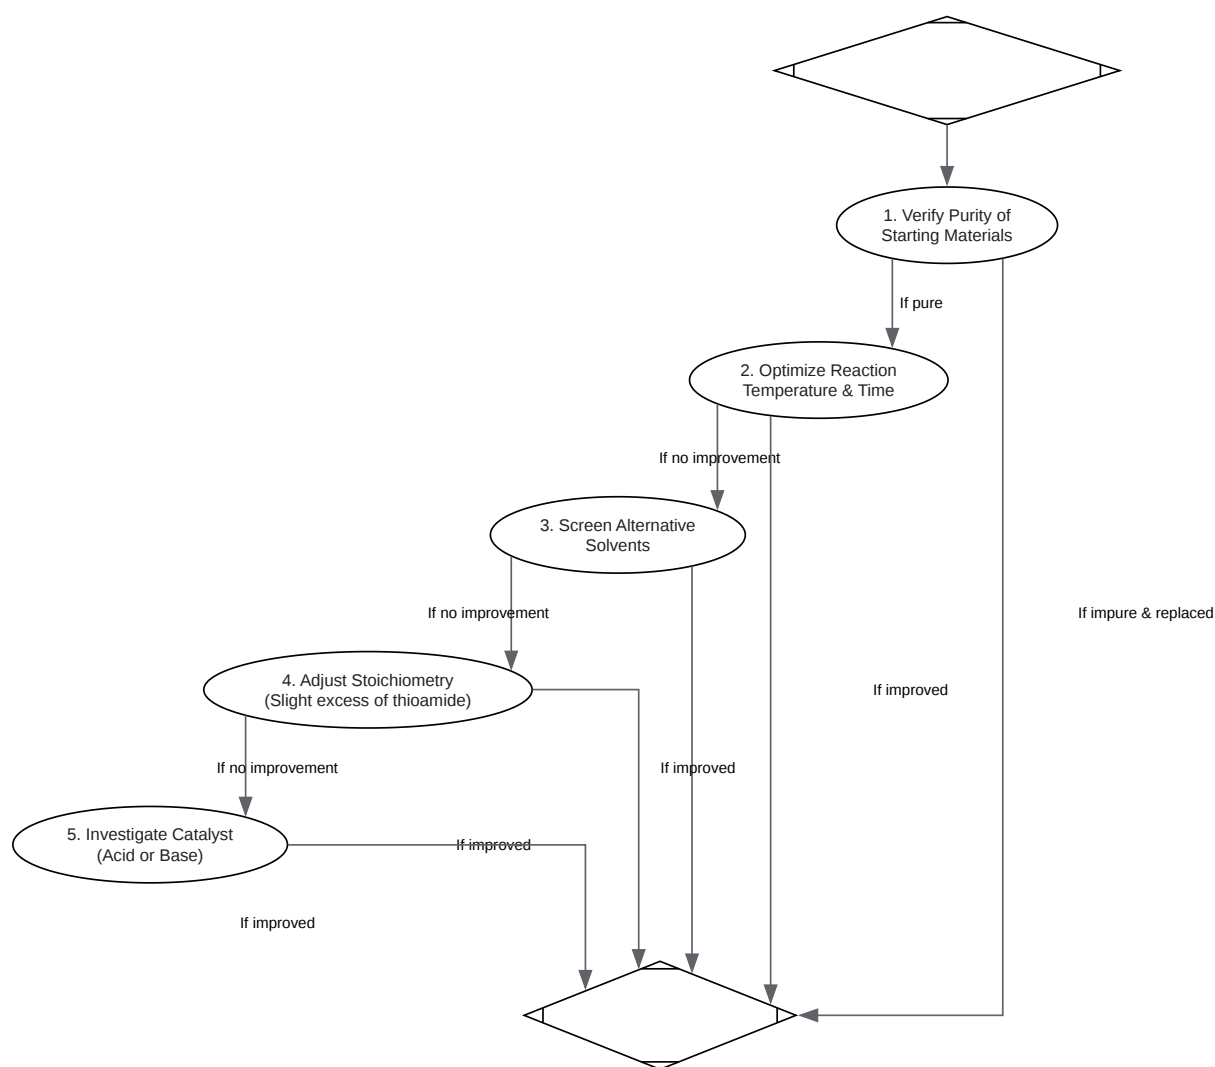 1. Verify Purity of
Starting Materials
If pure
2. Optimize Reaction
Temperature & Time
If no improvement
3. Screen Alternative
Solvents
If no improvement
If impure & replaced
4. Adjust Stoichiometry
(Slight excess of thioamide)
If improved
If no improvement
If improved
5. Investigate Catalyst
(Acid or Base)
If improved
If improved